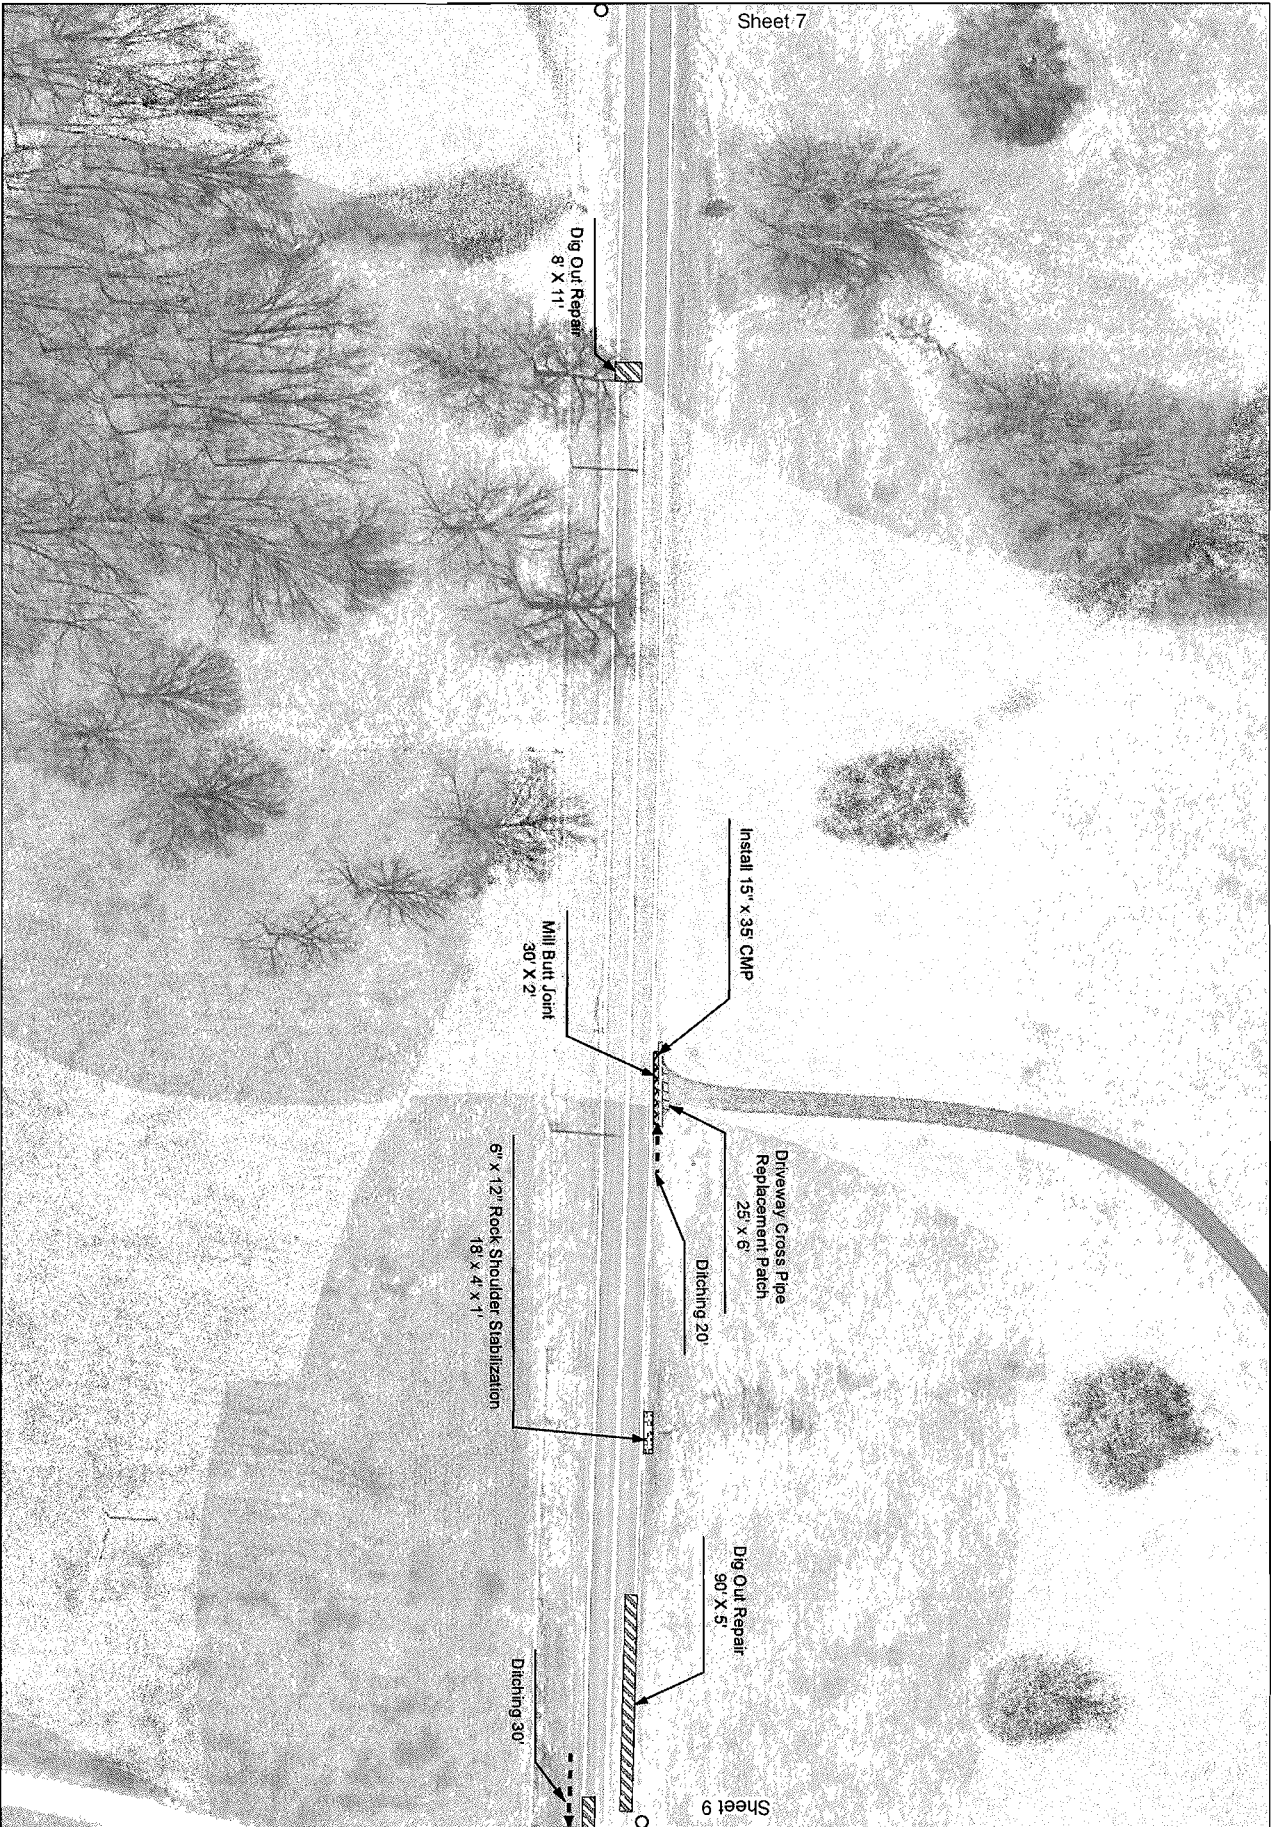 Sheet 7
Dig Out Repair
8' X 11'
Install 15" x 35' CMP
Mill Butt Joint
30' X 2'
Driveway Cross Pipe
Replacement Patch
25' x 6'
Ditching 20'
6" x 12" Rock Shoulder Stabilization
18' x 4' x 1'
Dig Out Repair
90' X 5'
Ditching 30'
Sheet 9